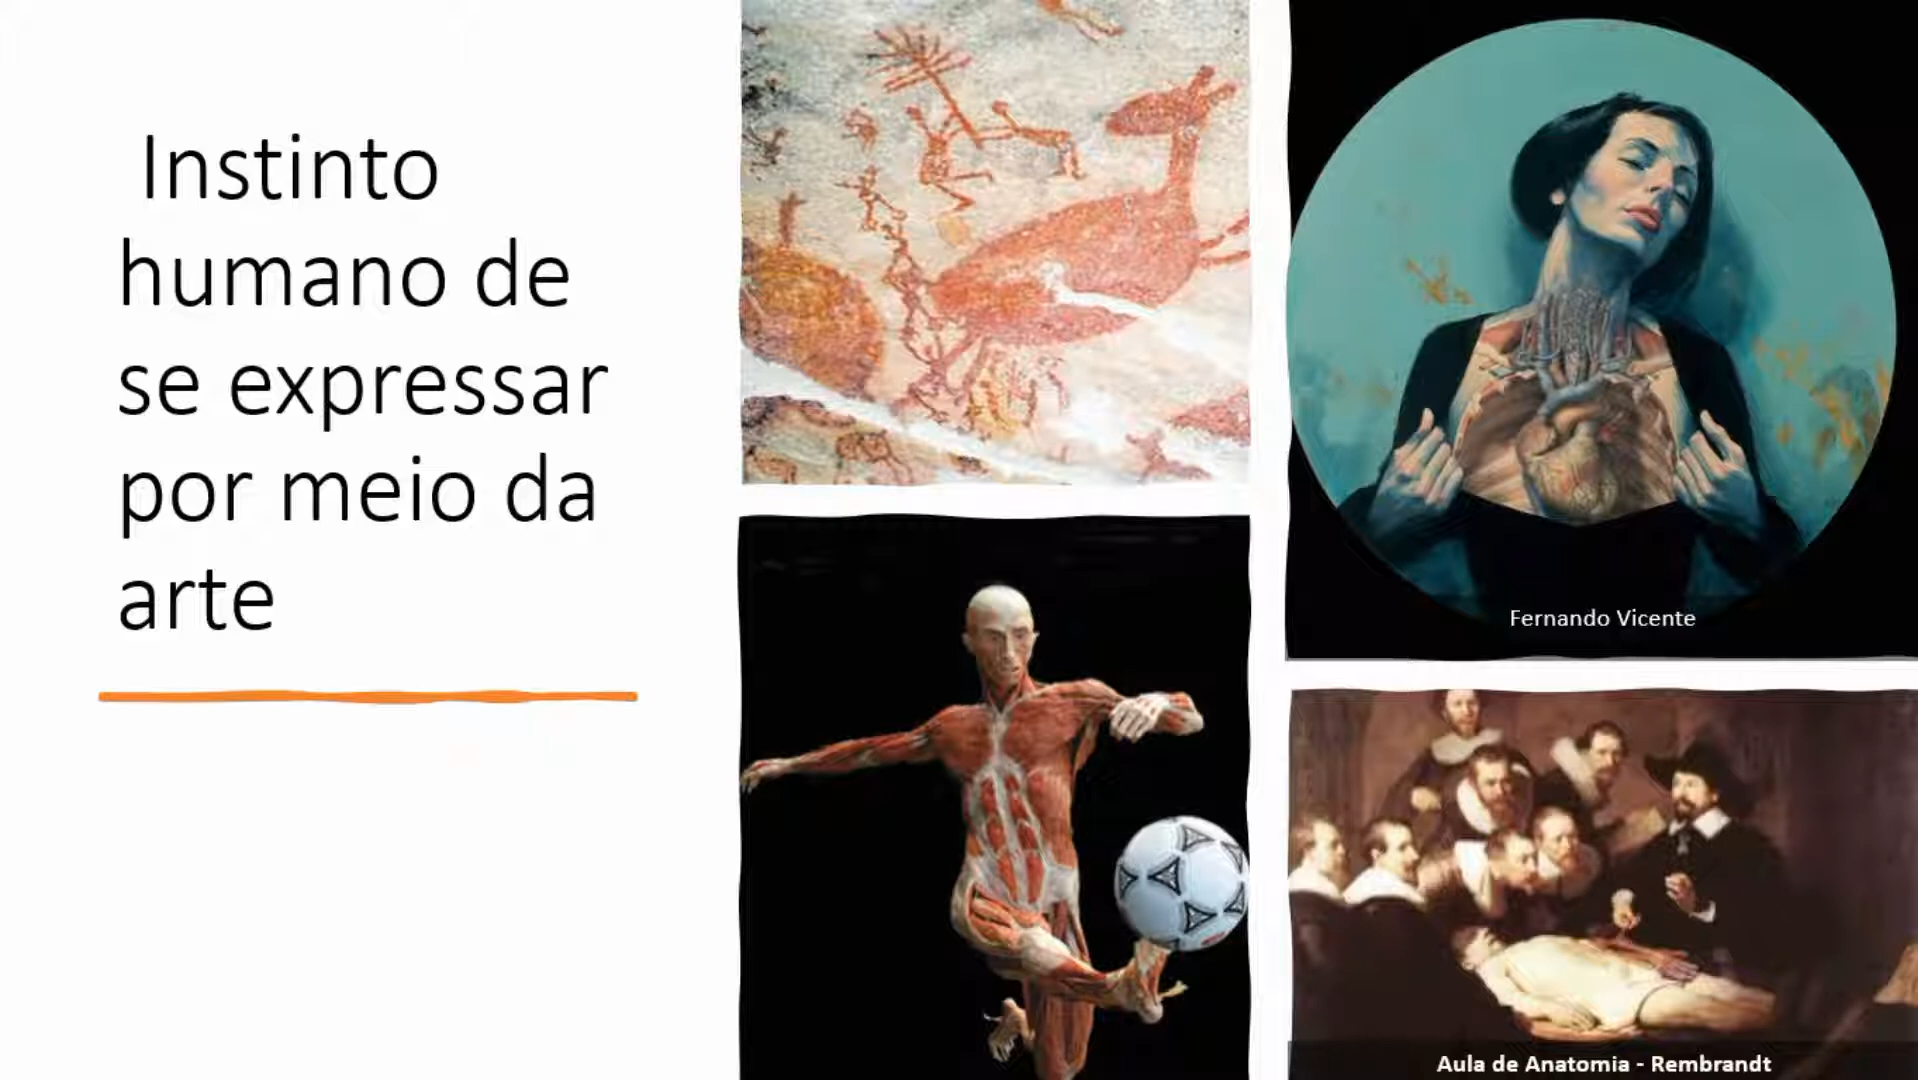 Instinto
humano de
se expressar
por meio da
arte
Fernando Vicente
Aula de Anatomia - Rembrandt